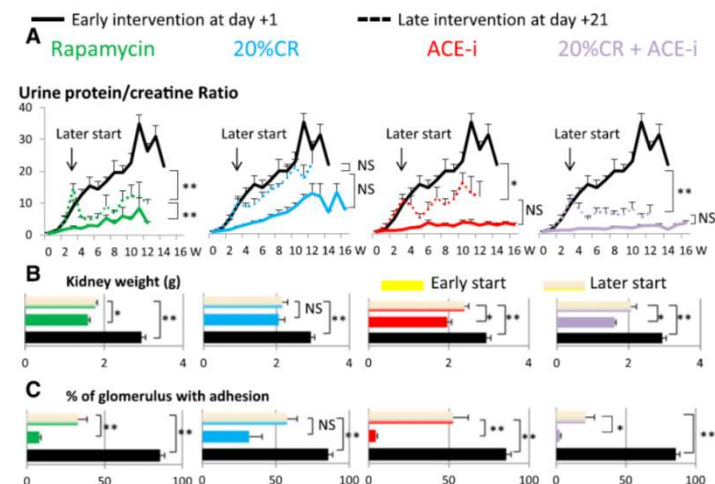 Early intervention at day +1 Late intervention at day +21
A
Rapamycin 20%CR ACE-i 20%CR + ACE-i
Urine protein/creatine Ratio
40
30
20
10
0
Later start Later start Later start Later start
** NS * **
** NS NS NS
0 2 4 6 8 10 12 14 16 W 0 2 4 6 8 10 12 14 16 W 0 2 4 6 8 10 12 14 16 W 0 2 4 6 8 10 12 14 16 W
B Kidney weight (g) Early start Later start
* ** NS ** * ** * **
0 2 4 0 2 4 0 2 4 0 2 4
C % of glomerulus with adhesion
** ** NS ** ** ** * **
0 50 100 0 50 100 0 50 100 0 50 100